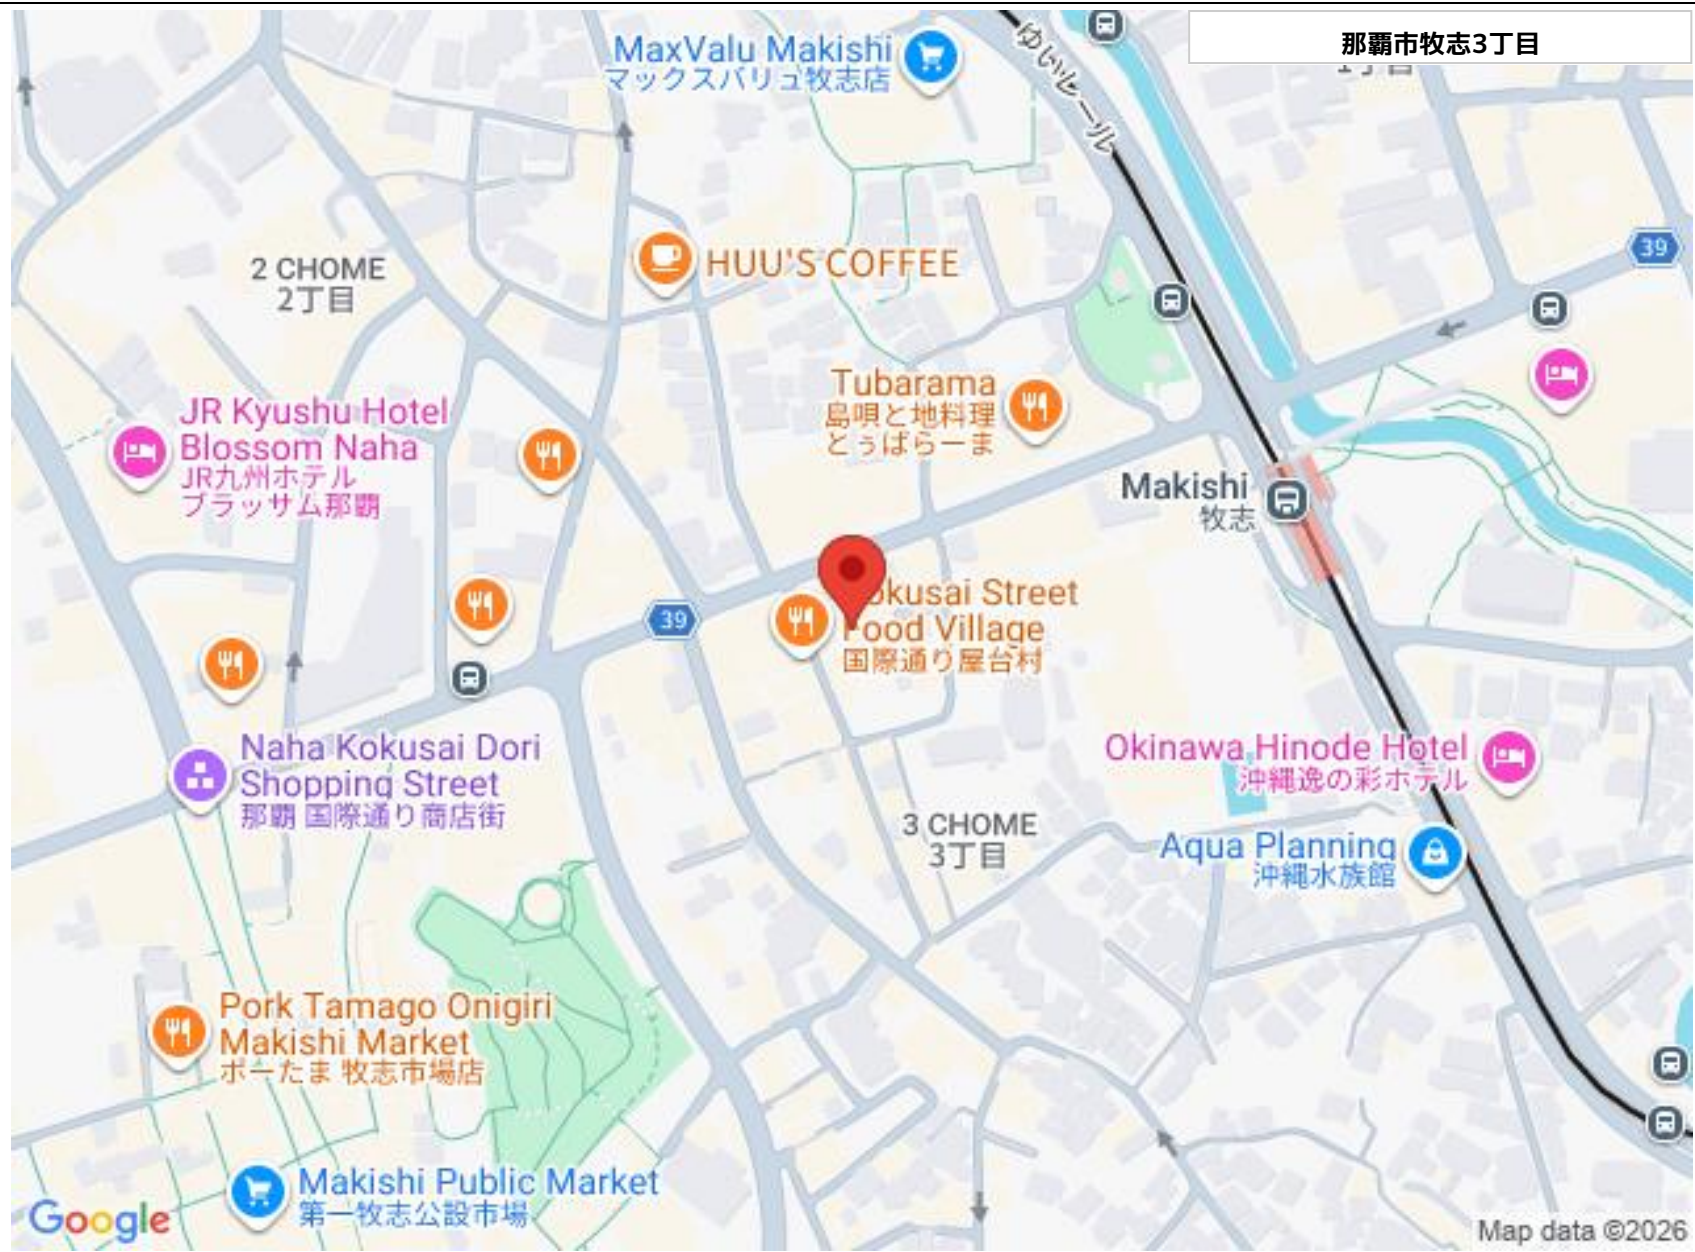 那覇市牧志3丁目
MaxValu Makishi
マックスバリュ牧志店
ゆいレール
39
HUU'S COFFEE
2 CHOME
2丁目
Tubarama
島唄と地料理
とぅばらーま
JR Kyushu Hotel
Blossom Naha
JR九州ホテル
ブラッサム那覇
Makishi
牧志
39
okusai Street
Food Village
国際通り屋台村
Naha Kokusai Dori
Shopping Street
那覇 国際通り商店街
Okinawa Hinode Hotel
沖縄逸の彩ホテル
3 CHOME
3丁目
Aqua Planning
沖縄水族館
Pork Tamago Onigiri
Makishi Market
ポーたま 牧志市場店
Makishi Public Market
第一牧志公設市場
Google
Map data ©2026